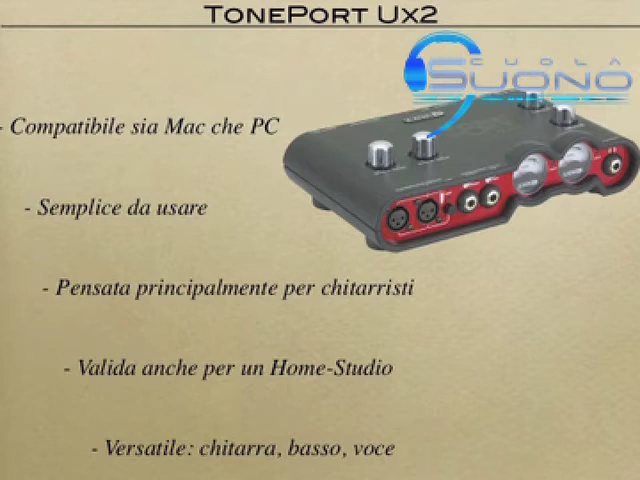 TonePort Ux2
SCUOLA
SUONO
- Compatibile sia Mac che PC
- Semplice da usare
- Pensata principalmente per chitarristi
- Valida anche per un Home-Studio
- Versatile: chitarra, basso, voce